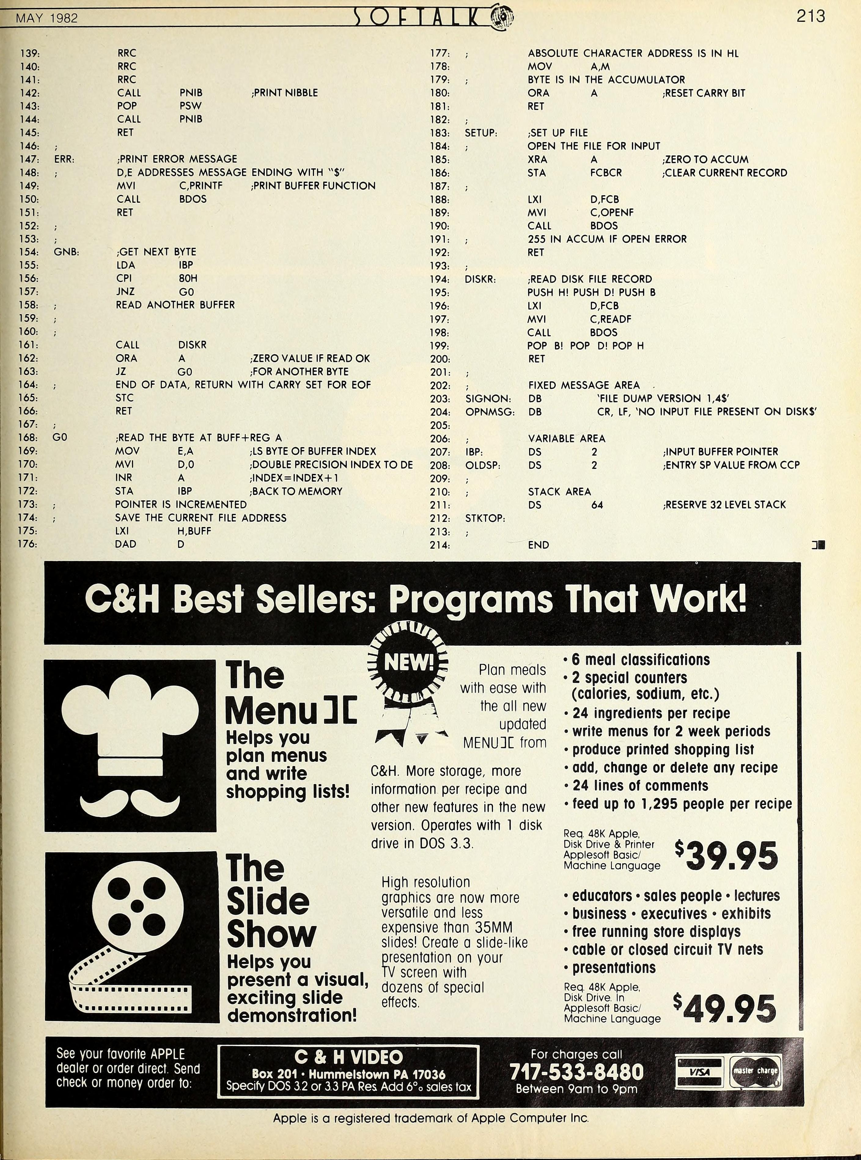 MAY 1982
SOFTALK
213
139: RRC
140: RRC
141: RRC
142: CALL PNIB ;PRINT NIBBLE
143: POP PSW
144: CALL PNIB
145: RET
146: ;
147: ERR: ;PRINT ERROR MESSAGE
148: ; D,E ADDRESSES MESSAGE ENDING WITH "$"
149: MVI C,PRINTF ;PRINT BUFFER FUNCTION
150: CALL BDOS
151: RET
152: ;
153: ;
154: GNB: ;GET NEXT BYTE
155: LDA IBP
156: CPI 80H
157: JNZ G0
158: ; READ ANOTHER BUFFER
159: ;
160: ;
161: CALL DISKR
162: ORA A ;ZERO VALUE IF READ OK
163: JZ G0 ;FOR ANOTHER BYTE
164: ; END OF DATA, RETURN WITH CARRY SET FOR EOF
165: STC
166: RET
167: ;
168: G0 ;READ THE BYTE AT BUFF+REG A
169: MOV E,A ;LS BYTE OF BUFFER INDEX
170: MVI D,0 ;DOUBLE PRECISION INDEX TO DE
171: INR A ;INDEX=INDEX+1
172: STA IBP ;BACK TO MEMORY
173: ; POINTER IS INCREMENTED
174: ; SAVE THE CURRENT FILE ADDRESS
175: LXI H,BUFF
176: DAD D
177: ; ABSOLUTE CHARACTER ADDRESS IS IN HL
178: MOV A,M
179: ; BYTE IS IN THE ACCUMULATOR
180: ORA A ;RESET CARRY BIT
181: RET
182: ;
183: SETUP: ;SET UP FILE
184: ; OPEN THE FILE FOR INPUT
185: XRA A ;ZERO TO ACCUM
186: STA FCBCR ;CLEAR CURRENT RECORD
187: ;
188: LXI D,FCB
189: MVI C,OPENF
190: CALL BDOS
191: ; 255 IN ACCUM IF OPEN ERROR
192: RET
193: ;
194: DISKR: ;READ DISK FILE RECORD
195: PUSH H! PUSH D! PUSH B
196: LXI D,FCB
197: MVI C,READF
198: CALL BDOS
199: POP B! POP D! POP H
200: RET
201: ;
202: ; FIXED MESSAGE AREA
203: SIGNON: DB 'FILE DUMP VERSION 1,4$'
204: OPNMSG: DB CR, LF, 'NO INPUT FILE PRESENT ON DISK$'
205:
206: ; VARIABLE AREA
207: IBP: DS 2 ;INPUT BUFFER POINTER
208: OLDSP: DS 2 ;ENTRY SP VALUE FROM CCP
209: ;
210: ; STACK AREA
211: DS 64 ;RESERVE 32 LEVEL STACK
212: STKTOP:
213: ;
214: END
C&H Best Sellers: Programs That Work!
The
Menu ][
Helps you
plan menus
and write
shopping lists!
NEW!
Plan meals
with ease with
the all new
updated
MENU ][ from
C&H. More storage, more
information per recipe and
other new features in the new
version. Operates with 1 disk
drive in DOS 3.3.
• 6 meal classifications
• 2 special counters
(calories, sodium, etc.)
• 24 ingredients per recipe
• write menus for 2 week periods
• produce printed shopping list
• add, change or delete any recipe
• 24 lines of comments
• feed up to 1,295 people per recipe
Req. 48K Apple,
Disk Drive & Printer
Applesoft Basic/
Machine Language
$39.95
The
Slide
Show
Helps you
present a visual,
exciting slide
demonstration!
High resolution
graphics are now more
versatile and less
expensive than 35MM
slides! Create a slide-like
presentation on your
TV screen with
dozens of special
effects.
• educators • sales people • lectures
• business • executives • exhibits
• free running store displays
• cable or closed circuit TV nets
• presentations
Req. 48K Apple,
Disk Drive. In
Applesoft Basic/
Machine Language
$49.95
See your favorite APPLE
dealer or order direct. Send
check or money order to:
C & H VIDEO
Box 201 • Hummelstown PA 17036
Specify DOS 3.2 or 3.3 PA Res. Add 6% sales tax
For charges call
717-533-8480
Between 9am to 9pm
VISA
master charge
Apple is a registered trademark of Apple Computer Inc.